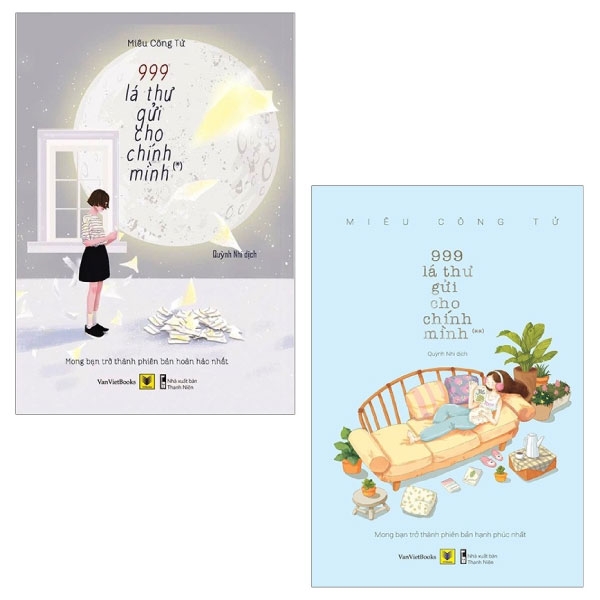 Miêu Công Tử
999
lá thư
gửi
cho
chính
mình (*)
Quỳnh Nhi dịch
Mong bạn trở thành phiên bản hoàn hảo nhất
VanVietBooks
Nhà xuất bản
Thanh Niên
MIÊU CÔNG TỬ
999
lá thư
gửi
cho
chính
mình (**)
Quỳnh Nhi dịch
Mong bạn trở thành phiên bản hạnh phúc nhất
VanVietBooks
Nhà xuất bản
Thanh Niên